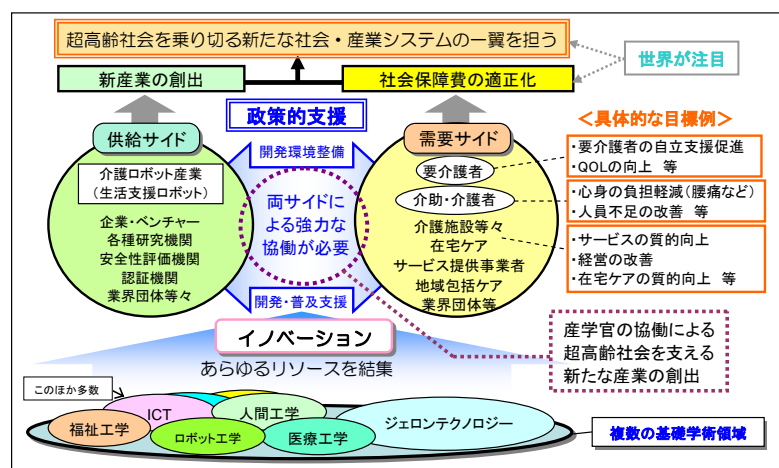 超高齢社会を乗り切る新たな社会・産業システムの一翼を担う
新産業の創出
社会保障費の適正化
世界が注目
政策的支援
供給サイド
需要サイド
<具体的な目標例>
開発環境整備
介護ロボット産業
(生活支援ロボット)
企業・ベンチャー
各種研究機関
安全性評価機関
認証機関
業界団体等々
両サイドに
よる強力な
協働が必要
開発・普及支援
要介護者
介助・介護者
介護施設等々
在宅ケア
サービス提供事業者
地域包括ケア
業界団体等
・要介護者の自立支援促進
・QOLの向上 等
・心身の負担軽減(腰痛など)
・人員不足の改善 等
・サービスの質的向上
・経営の改善
・在宅ケアの質的向上 等
イノベーション
あらゆるリソースを結集
産学官の協働による
超高齢社会を支える
新たな産業の創出
このほか多数
ICT
人間工学
ジェロンテクノロジー
福祉工学
ロボット工学
医療工学
複数の基礎学術領域